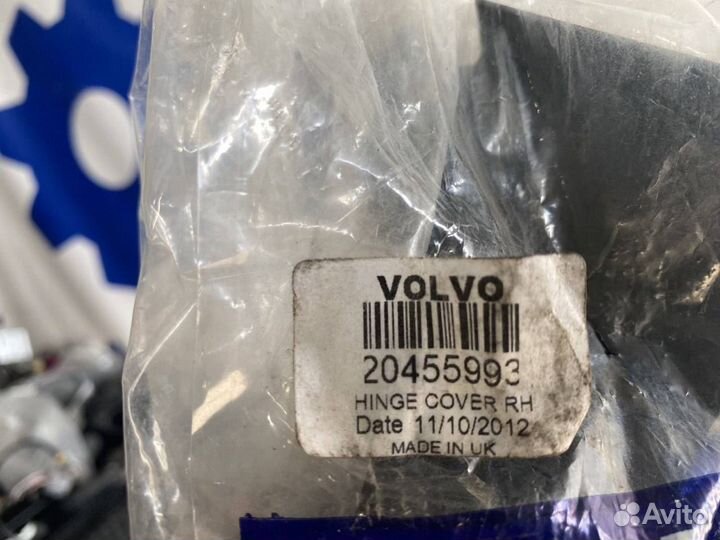 VOLVO
20455993
HINGE COVER RH
Date 11/10/2012
MADE IN UK
Avito